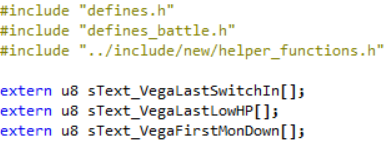 #include "defines.h"
#include "defines_battle.h"
#include "../include/new/helper_functions.h"
extern u8 sText_VegaLastSwitchIn[];
extern u8 sText_VegaLastLowHP[];
extern u8 sText_VegaFirstMonDown[];